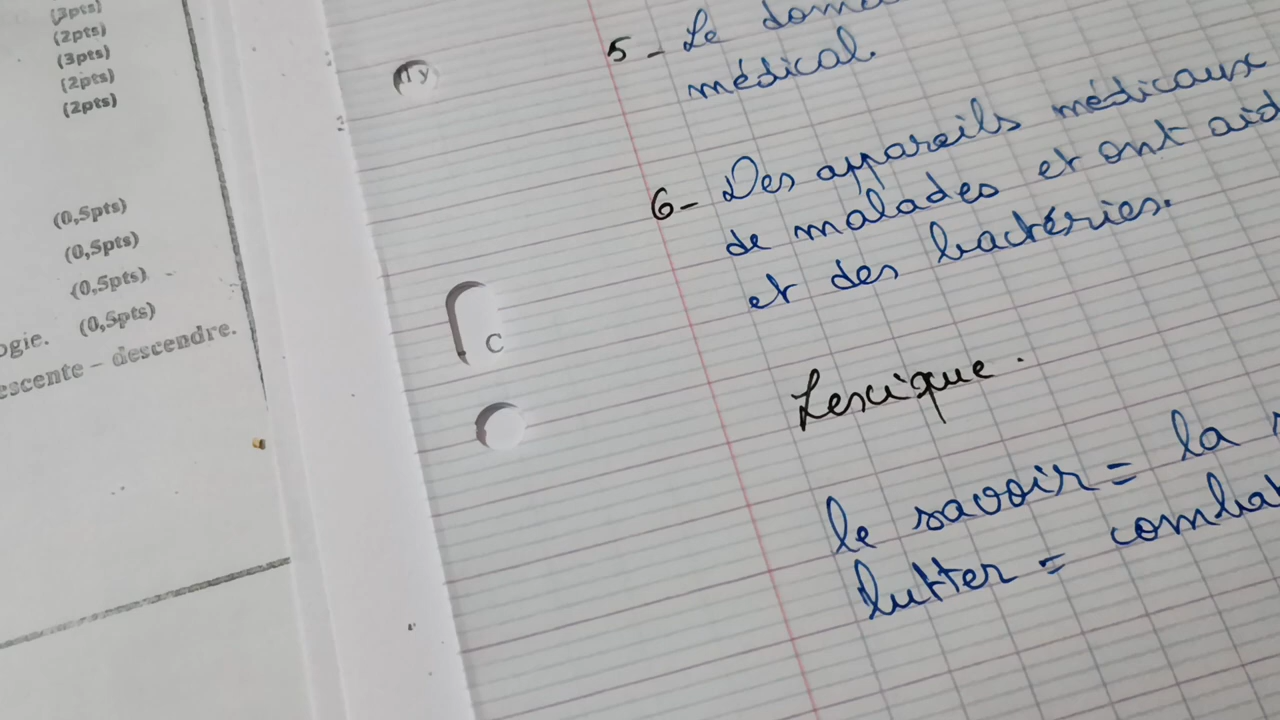 (3pts)
(2pts)
(3pts)
(2pts)
(2pts)
(0,5pts)
(0,5pts)
(0,5pts)
ogie. (0,5pts)
escente – descendre.
5 - Le
médical.
6 - Des appareils médicaux
de malades et ont aid
et des bactéries.
Lexique.
le savoir = la
lutter = combat
C